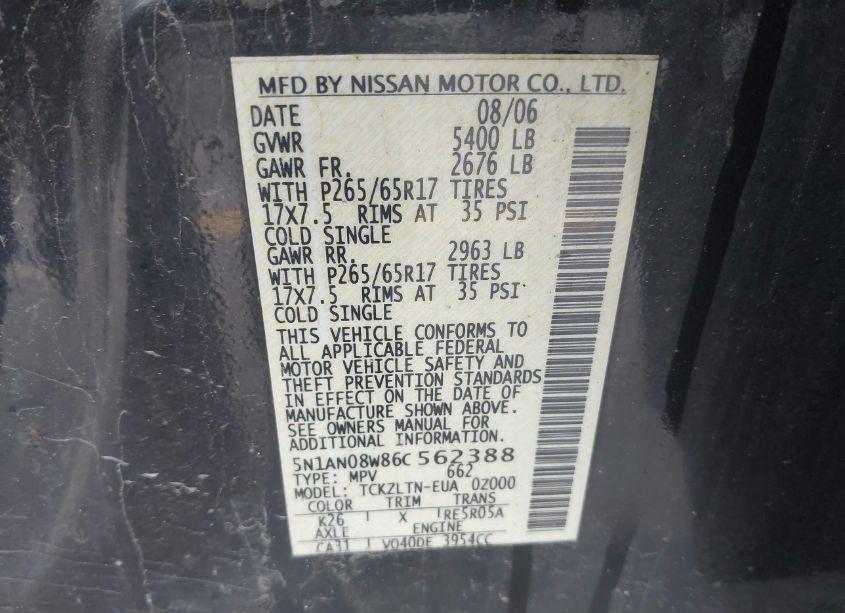 MFD BY NISSAN MOTOR CO., LTD.
DATE 08/06
GVWR 5400 LB
GAWR FR. 2676 LB
WITH P265/65R17 TIRES
17X7.5 RIMS AT 35 PSI
COLD SINGLE
GAWR RR. 2963 LB
WITH P265/65R17 TIRES
17X7.5 RIMS AT 35 PSI
COLD SINGLE
THIS VEHICLE CONFORMS TO
ALL APPLICABLE FEDERAL
MOTOR VEHICLE SAFETY AND
THEFT PREVENTION STANDARDS
IN EFFECT ON THE DATE OF
MANUFACTURE SHOWN ABOVE.
SEE OWNERS MANUAL FOR
ADDITIONAL INFORMATION.
5N1AN08W86C 562388
TYPE: MPV 662
MODEL: TCKZLTN-EUA 0Z000
COLOR TRIM TRANS
K26 X RE5R05A
AXLE ENGINE
CA31 VQ40DE 3954CC